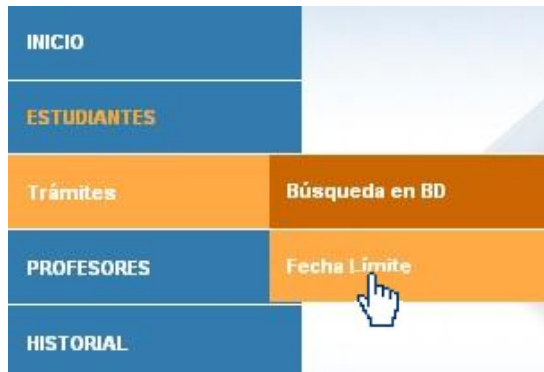 INICIO
ESTUDIANTES
Trámites
Búsqueda en BD
PROFESORES
Fecha Límite
HISTORIAL